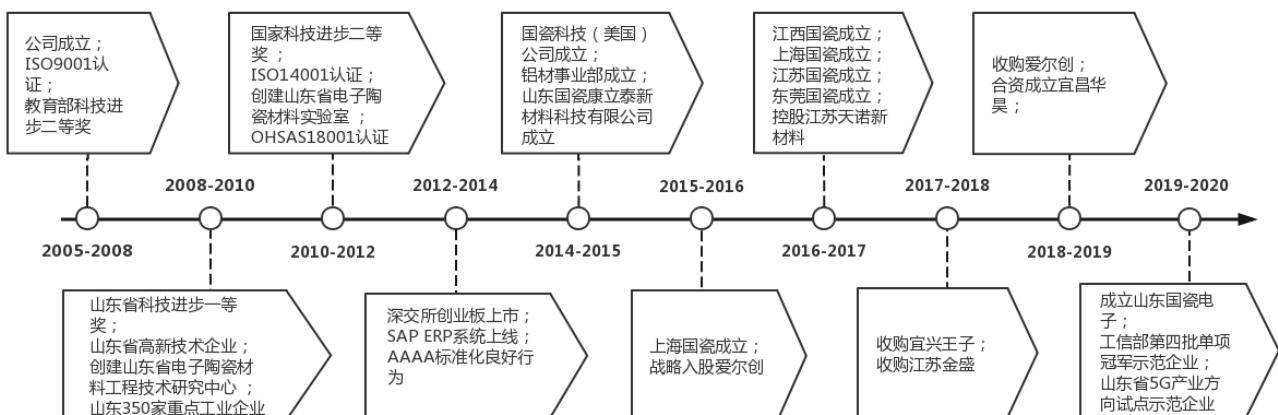 公司成立；
ISO9001认
证；
教育部科技进
步二等奖
国家科技进步二等
奖；
ISO14001认证；
创建山东省电子陶
瓷材料实验室；
OHSAS18001认证
国瓷科技（美国）
公司成立；
铝材事业部成立；
山东国瓷康立泰新
材料科技有限公司
成立
江西国瓷成立；
上海国瓷成立；
江苏国瓷成立；
东莞国瓷成立；
控股江苏天诺新
材料
收购爱尔创；
合资成立宜昌华
昊；
2008-2010
2012-2014
2015-2016
2017-2018
2019-2020
2005-2008
2010-2012
2014-2015
2016-2017
2018-2019
山东省科技进步一等
奖；
山东省高新技术企业；
创建山东省电子陶瓷材
料工程技术研究中心；
山东350家重点工业企业
深交所创业板上市；
SAP ERP系统上线；
AAAA标准化良好行
为
上海国瓷成立；
战略入股爱尔创
收购宜兴王子；
收购江苏金盛
成立山东国瓷电
子；
工信部第四批单项
冠军示范企业；
山东省5G产业方
向试点示范企业